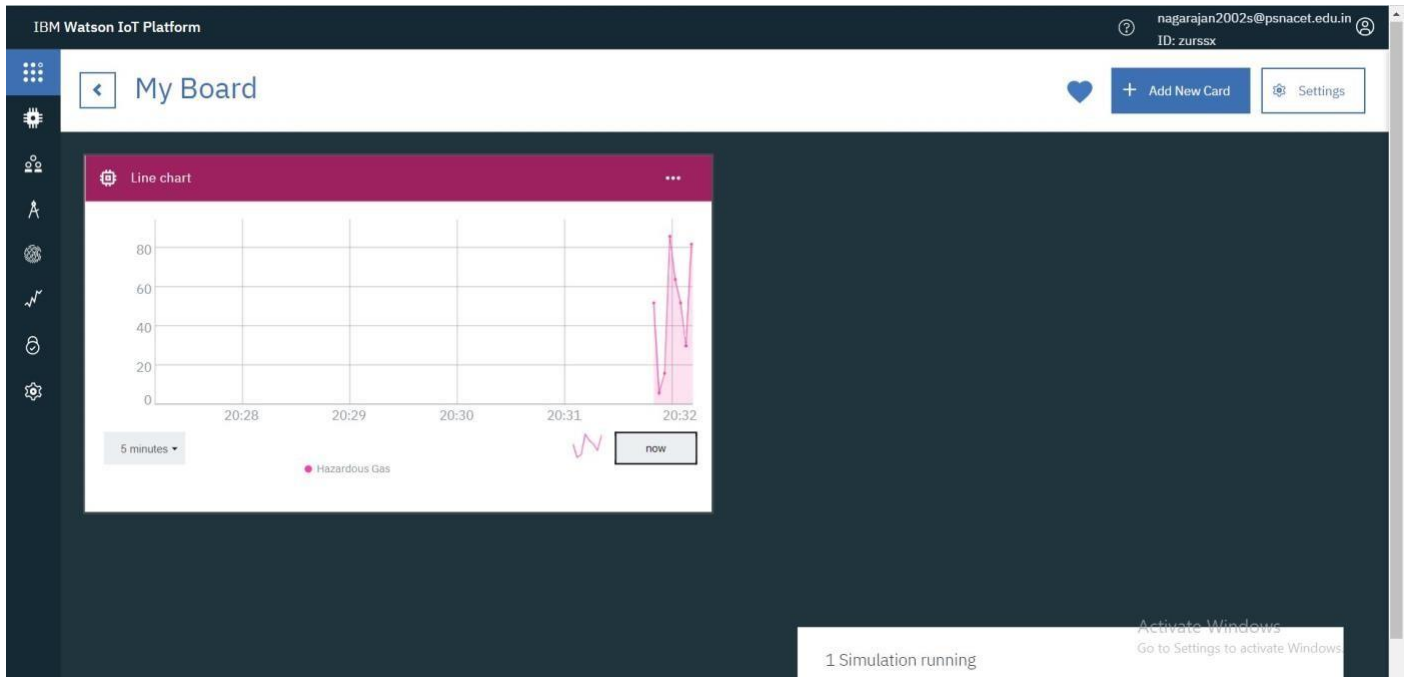 IBM Watson IoT Platform
nagarajan2002s@psnacet.edu.in
ID: zurssx
My Board
+ Add New Card
Settings
Line chart
80
60
40
20
0
20:28 20:29 20:30 20:31 20:32
5 minutes
now
Hazardous Gas
Activate Windows
Go to Settings to activate Windows.
1 Simulation running